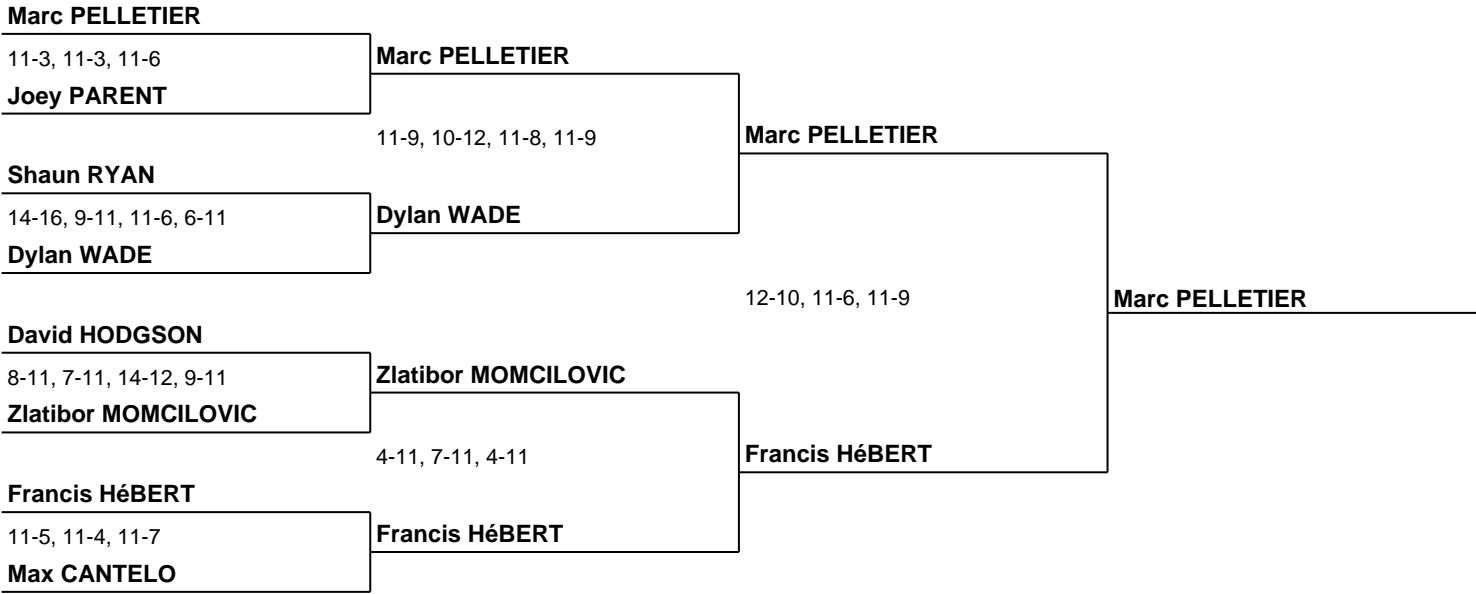 Marc PELLETIER
11-3, 11-3, 11-6
Marc PELLETIER
Joey PARENT
11-9, 10-12, 11-8, 11-9
Marc PELLETIER
Shaun RYAN
14-16, 9-11, 11-6, 6-11
Dylan WADE
Dylan WADE
12-10, 11-6, 11-9
Marc PELLETIER
David HODGSON
8-11, 7-11, 14-12, 9-11
Zlatibor MOMCILOVIC
Zlatibor MOMCILOVIC
4-11, 7-11, 4-11
Francis HéBERT
Francis HéBERT
11-5, 11-4, 11-7
Francis HéBERT
Max CANTELO